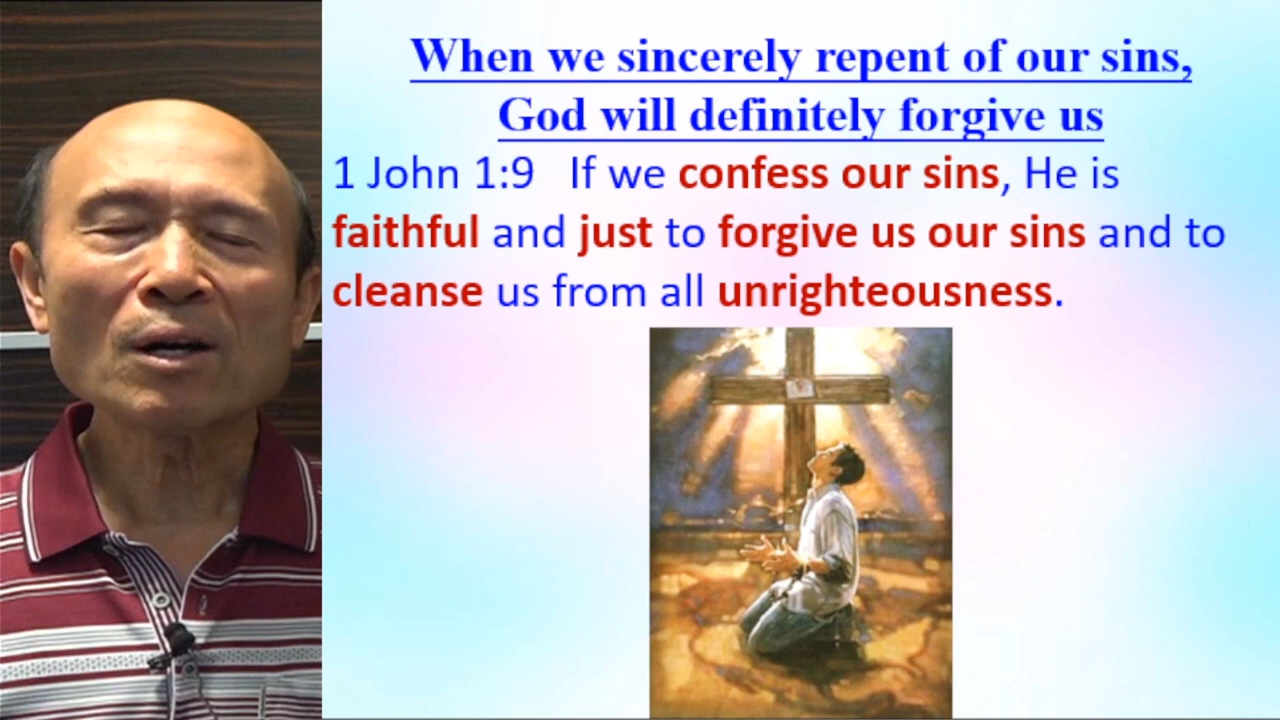 When we sincerely repent of our sins,
God will definitely forgive us
1 John 1:9 If we confess our sins, He is
faithful and just to forgive us our sins and to
cleanse us from all unrighteousness.